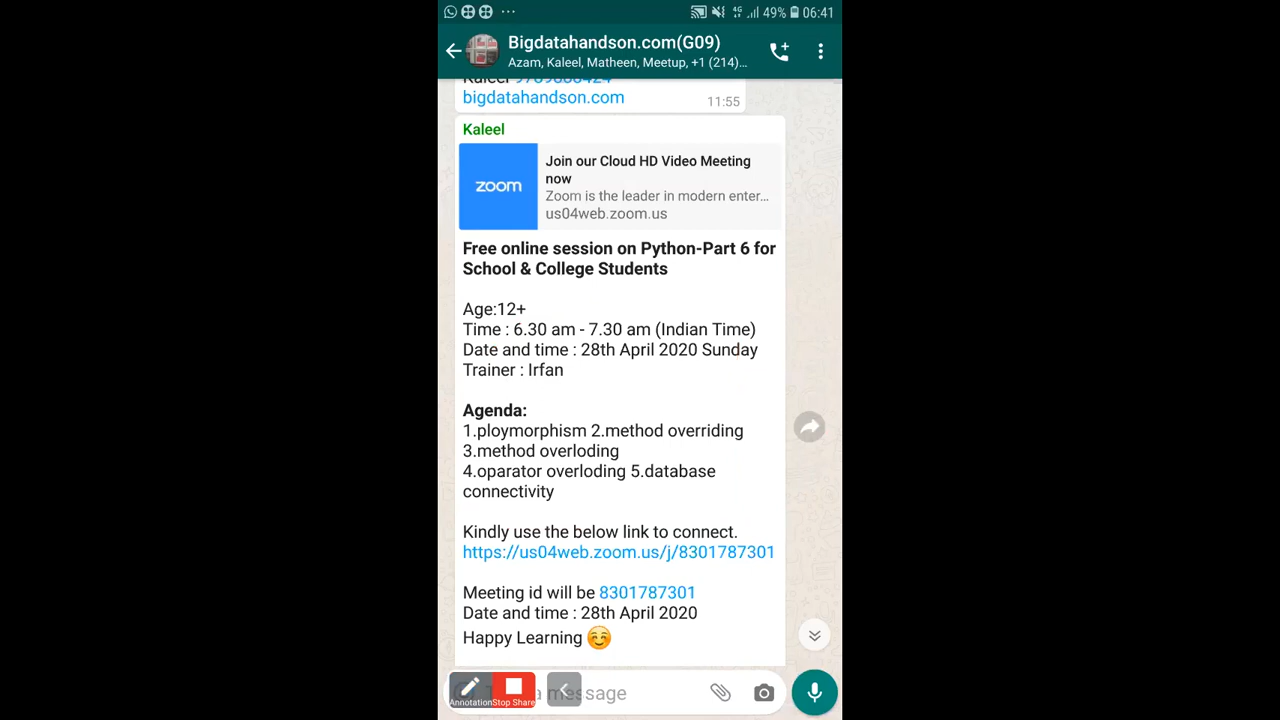 49% 06:41
Bigdatahandson.com(G09)
Azam, Kaleel, Matheen, Meetup, +1 (214)...
Kaleel
bigdatahandson.com
11:55
Kaleel
zoom
Join our Cloud HD Video Meeting
now
Zoom is the leader in modern enter...
us04web.zoom.us
Free online session on Python-Part 6 for
School & College Students
Age:12+
Time : 6.30 am - 7.30 am (Indian Time)
Date and time : 28th April 2020 Sunday
Trainer : Irfan
Agenda:
1.ploymorphism 2.method overriding
3.method overloding
4.oparator overloding 5.database
connectivity
Kindly use the below link to connect.
https://us04web.zoom.us/j/8301787301
Meeting id will be 8301787301
Date and time : 28th April 2020
Happy Learning ☺️
a message
Annotation Stop Share